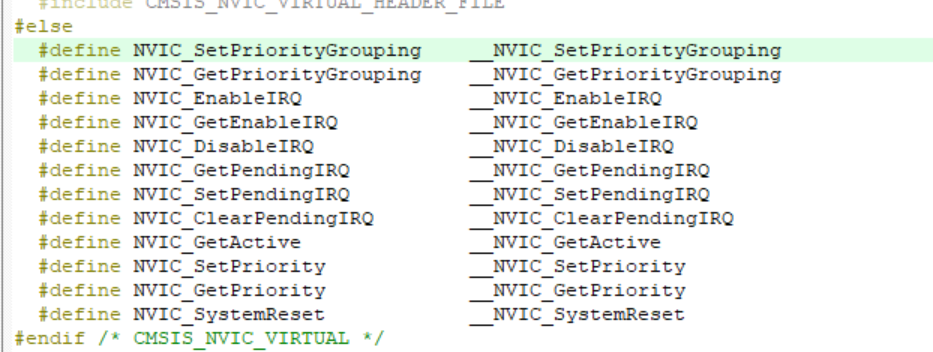 #include CMSIS_NVIC_VIRTUAL_HEADER_FILE
#else
#define NVIC_SetPriorityGrouping __NVIC_SetPriorityGrouping
#define NVIC_GetPriorityGrouping __NVIC_GetPriorityGrouping
#define NVIC_EnableIRQ __NVIC_EnableIRQ
#define NVIC_GetEnableIRQ __NVIC_GetEnableIRQ
#define NVIC_DisableIRQ __NVIC_DisableIRQ
#define NVIC_GetPendingIRQ __NVIC_GetPendingIRQ
#define NVIC_SetPendingIRQ __NVIC_SetPendingIRQ
#define NVIC_ClearPendingIRQ __NVIC_ClearPendingIRQ
#define NVIC_GetActive __NVIC_GetActive
#define NVIC_SetPriority __NVIC_SetPriority
#define NVIC_GetPriority __NVIC_GetPriority
#define NVIC_SystemReset __NVIC_SystemReset
#endif /* CMSIS_NVIC_VIRTUAL */